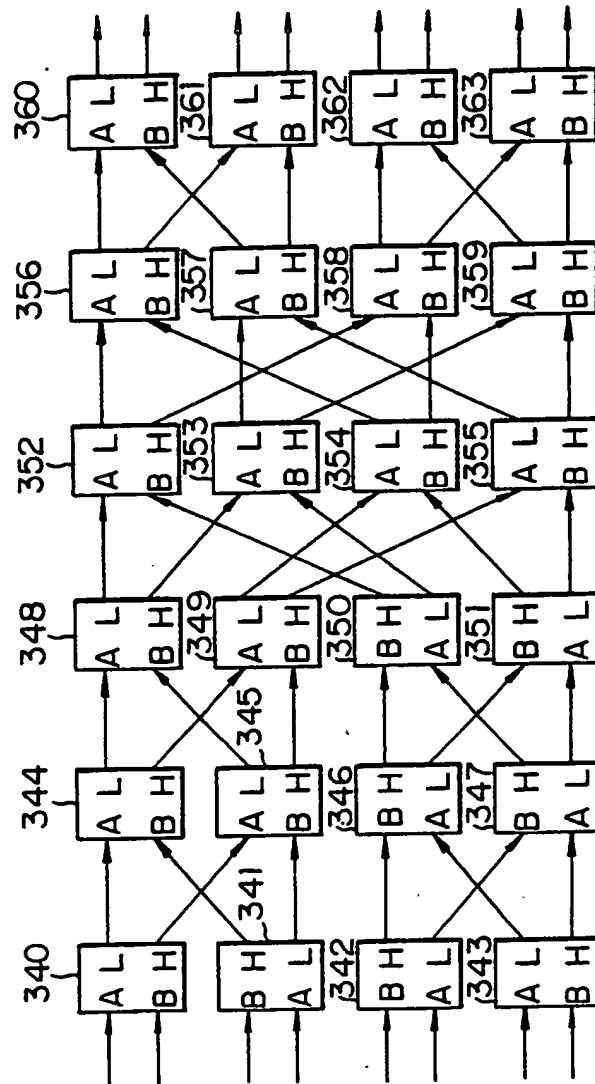 340 344 348 352 356 360
A L A L A L A L A L A L
B H B H B H B H B H B H
341 345 349 353 357 361
B H A L A L A L A L A L
A L B H B H B H B H B H
342 346 350 354 358 362
B H B H B H A L A L A L
A L A L A L B H B H B H
343 347 351 355 359 363
A L B H B H A L A L A L
B H A L A L B H B H B H